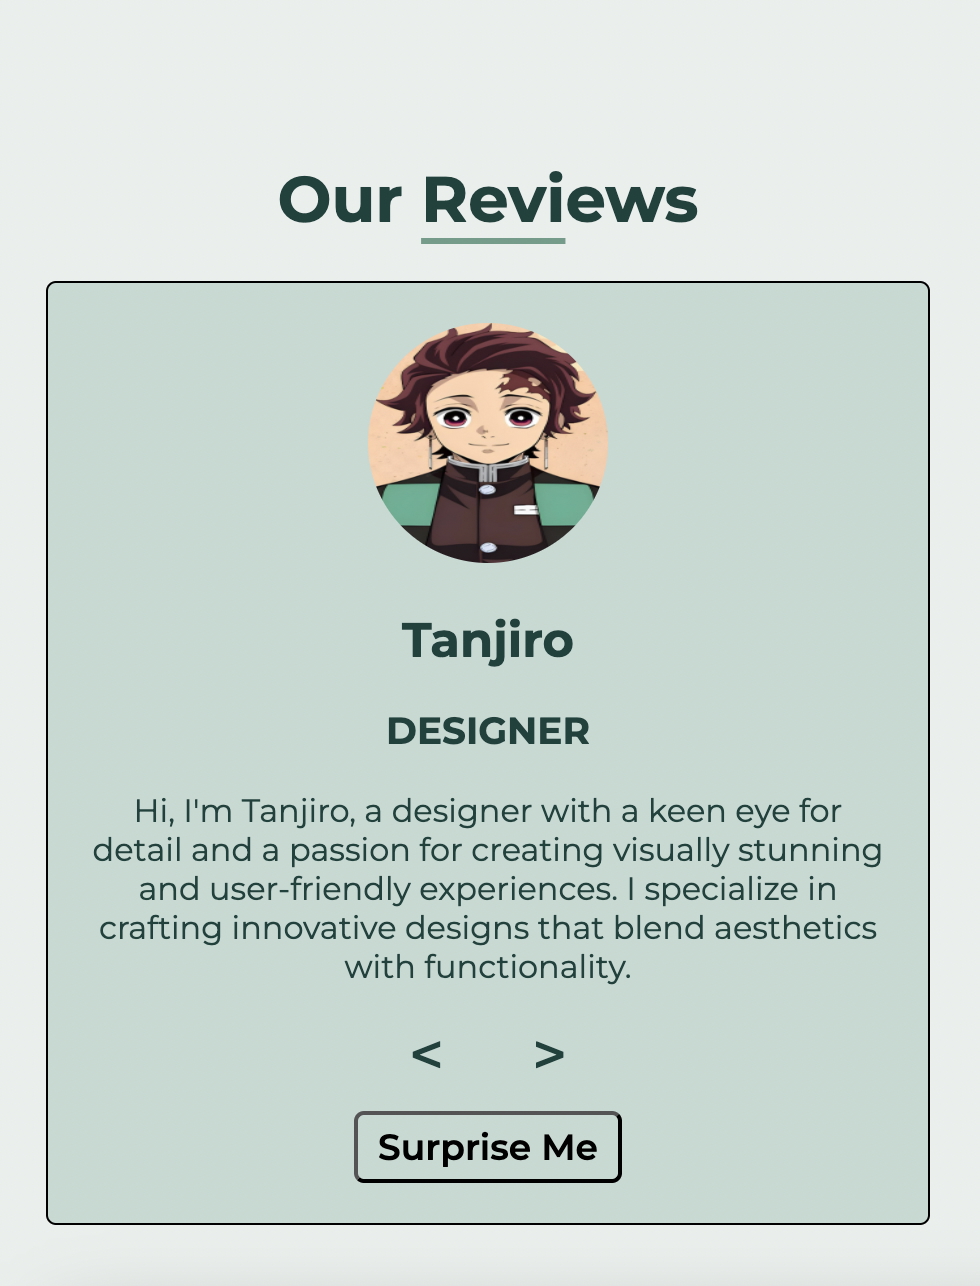 Our Reviews
Tanjiro
DESIGNER
Hi, I'm Tanjiro, a designer with a keen eye for
detail and a passion for creating visually stunning
and user-friendly experiences. I specialize in
crafting innovative designs that blend aesthetics
with functionality.
< >
Surprise Me